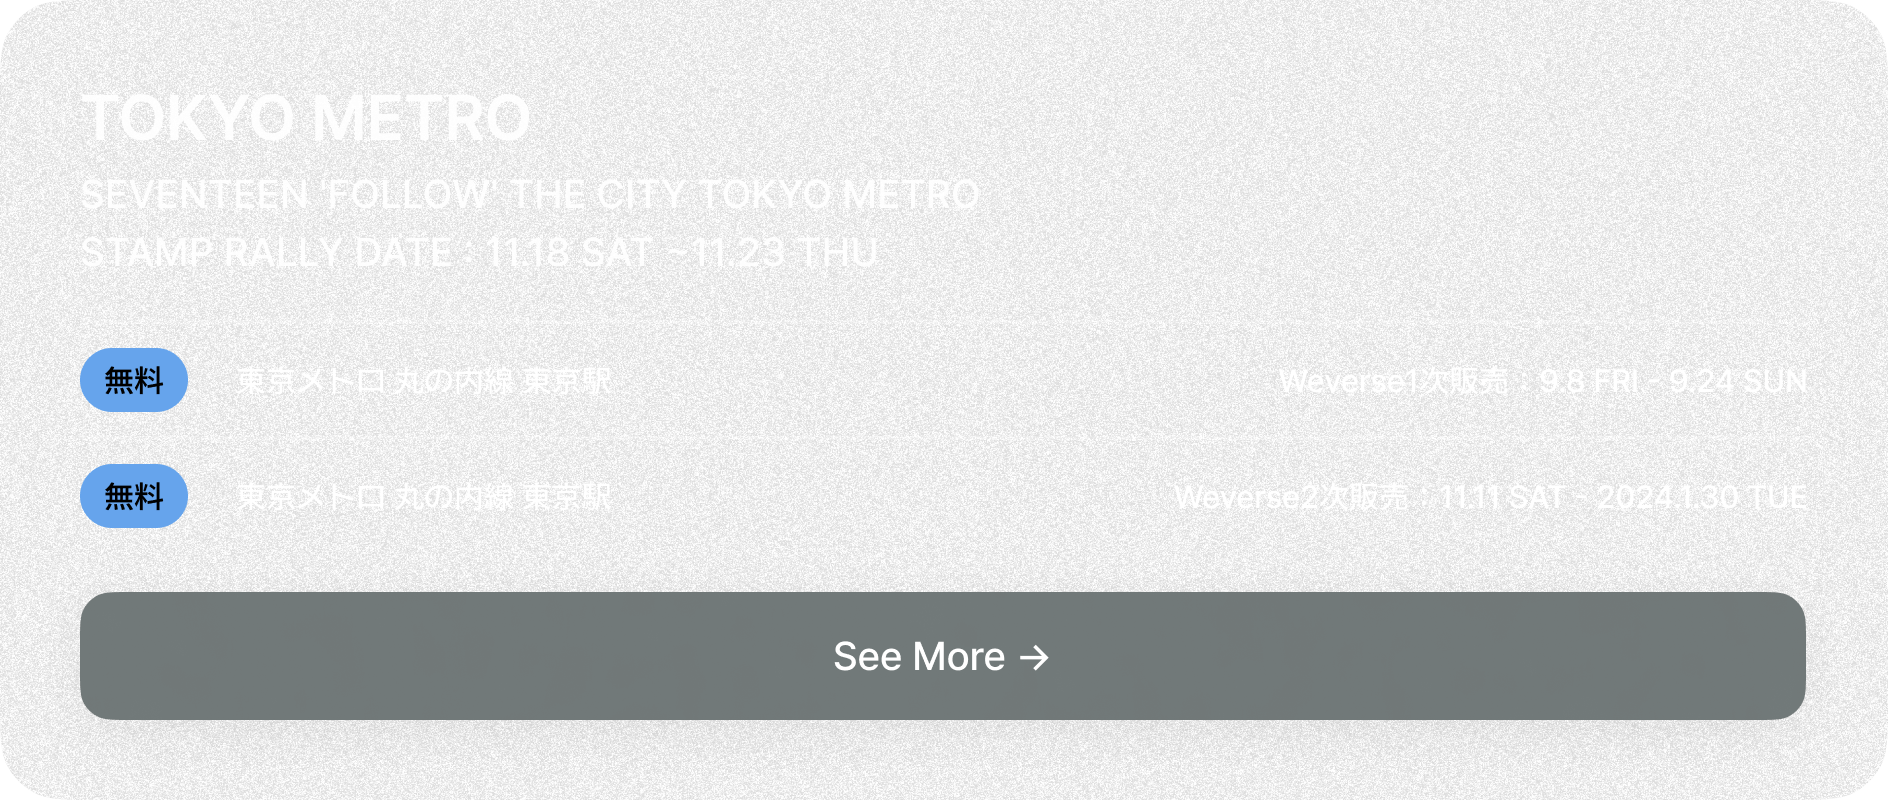 TOKYO METRO
SEVENTEEN 'FOLLOW' THE CITY TOKYO METRO
STAMP RALLY DATE : 11.18 SAT ~11.23 THU
無料 東京メトロ 丸の内線 東京駅 Weverse1次販売 : 9.8 FRI - 9.24 SUN
無料 東京メトロ 丸の内線 東京駅 Weverse2次販売 : 11.11 SAT - 2024.1.30 TUE
See More →